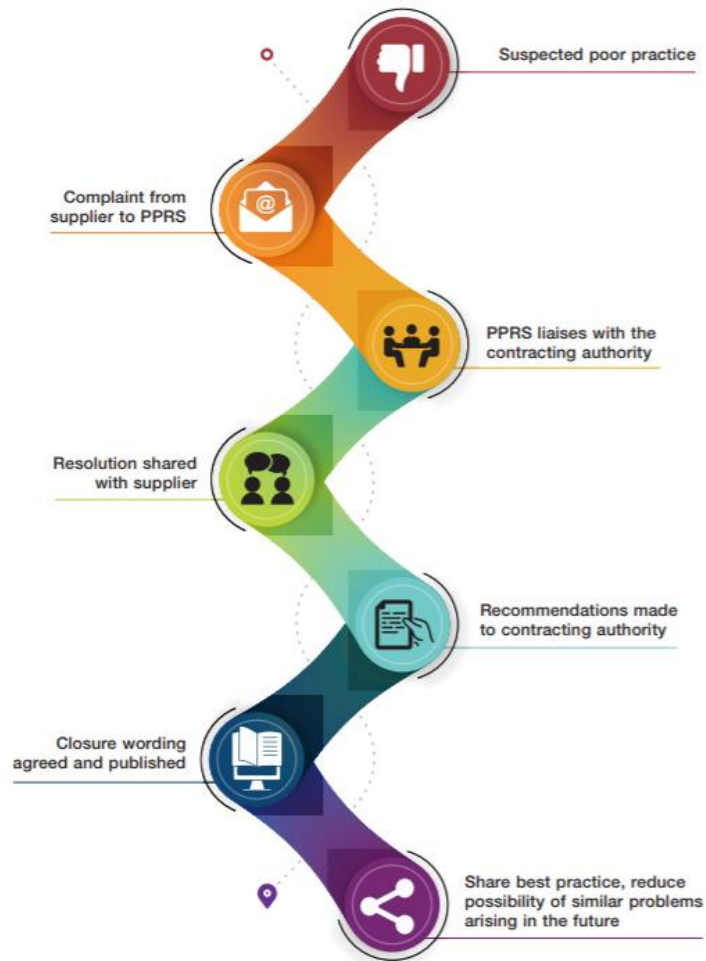 Suspected poor practice
Complaint from
supplier to PPRS
@
PPRS liaises with the
contracting authority
Resolution shared
with supplier
Recommendations made
to contracting authority
Closure wording
agreed and published
Share best practice, reduce
possibility of similar problems
arising in the future